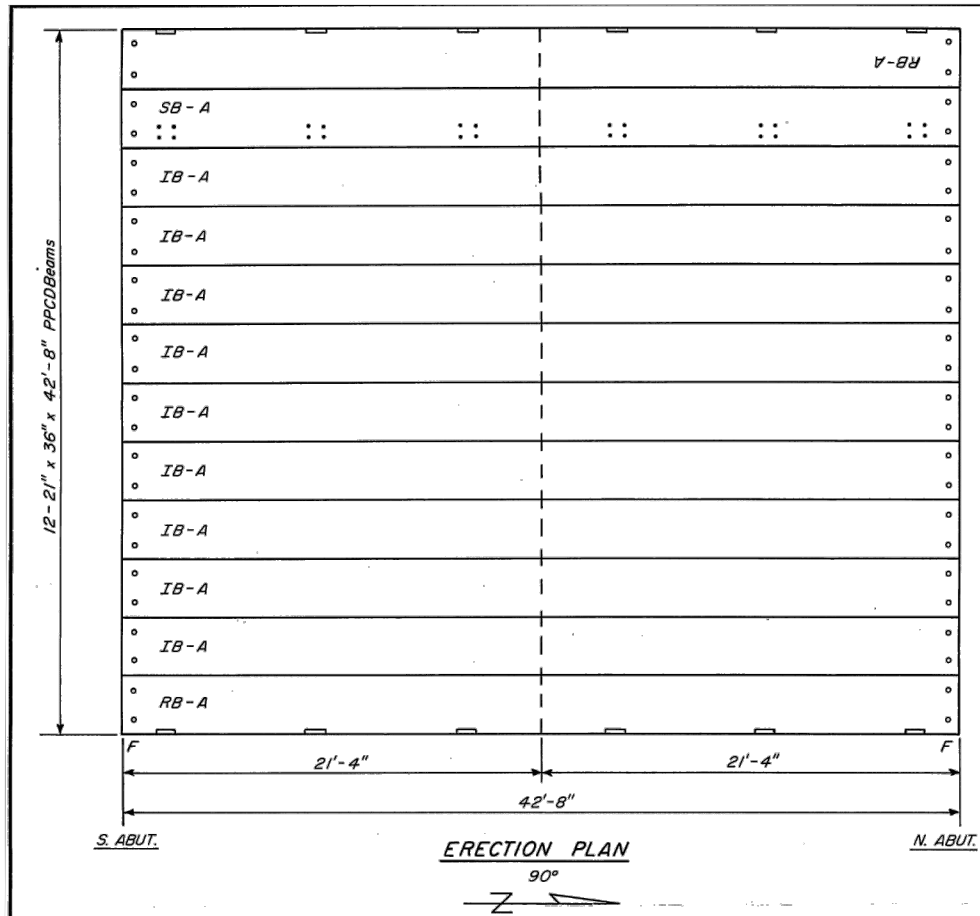 RB-A
SB-A
IB-A
IB-A
IB-A
IB-A
IB-A
IB-A
IB-A
IB-A
IB-A
RB-A
12-21" x 36" x 42'-8" PPCDBeams
F
F
21'-4"
21'-4"
42'-8"
S. ABUT.
N. ABUT.
ERECTION PLAN
90°
Z